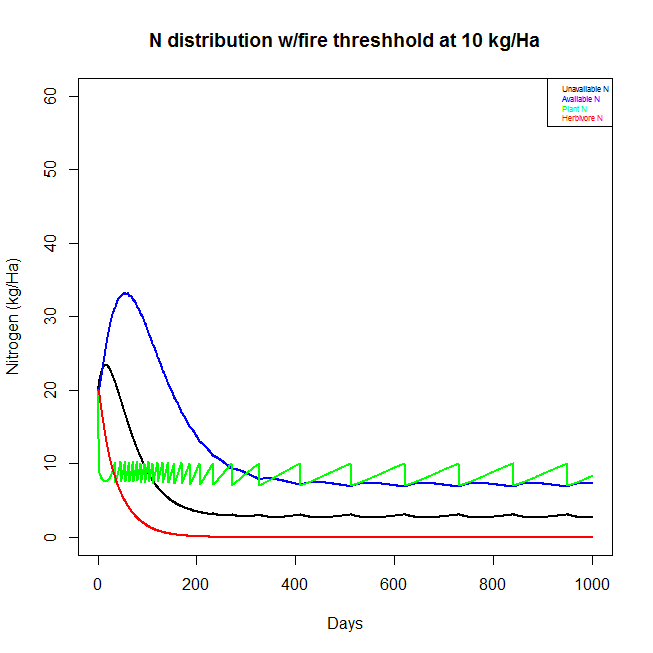 N distribution w/fire threshhold at 10 kg/Ha
Unavailable N
Available N
Plant N
Herbivore N
60
50
40
30
20
10
0
Nitrogen (kg/Ha)
0 200 400 600 800 1000
Days